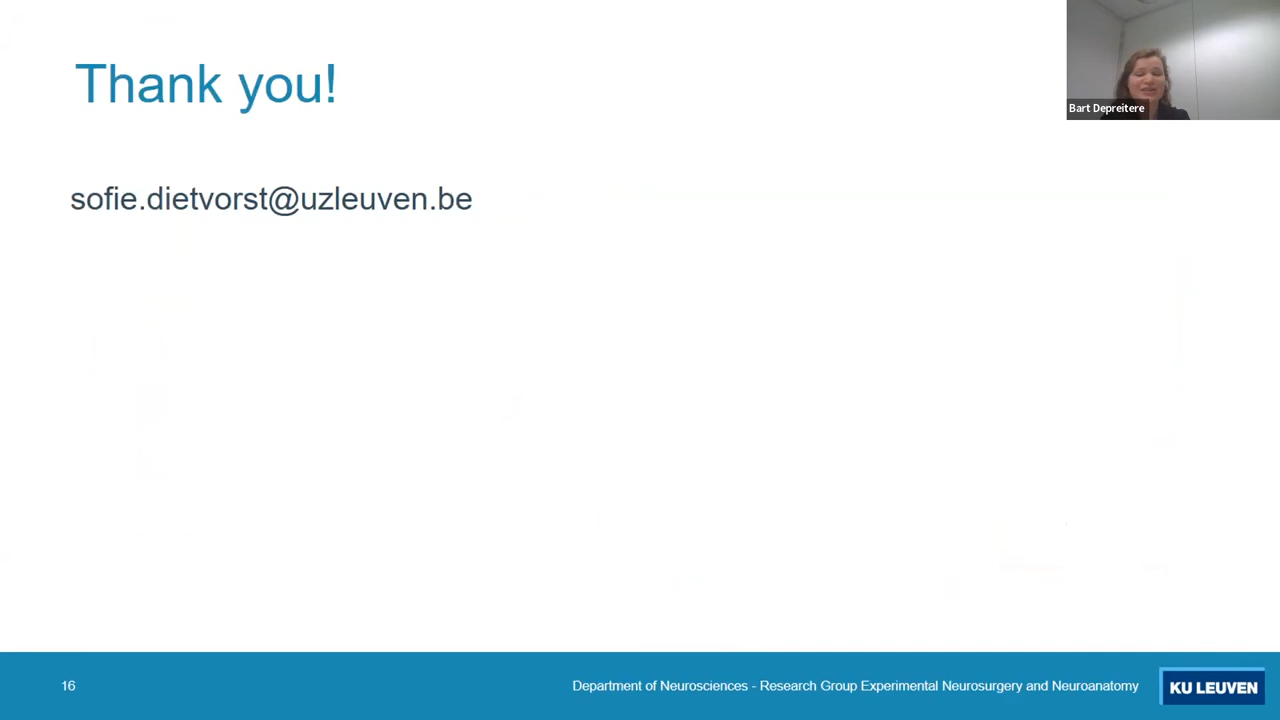 Thank you!
Bart Depreitere
sofie.dietvorst@uzleuven.be
16
Department of Neurosciences - Research Group Experimental Neurosurgery and Neuroanatomy
KU LEUVEN